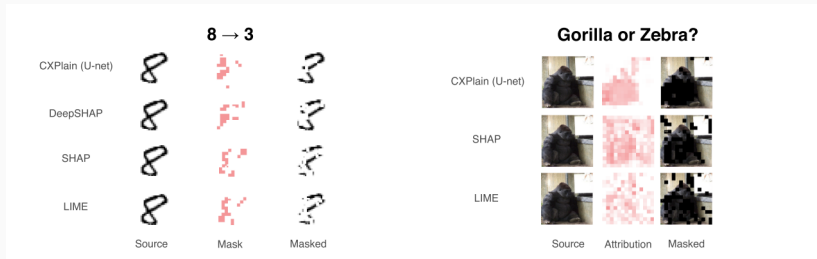 8 → 3
CXPlain (U-net)
DeepSHAP
SHAP
LIME
Source Mask Masked
Gorilla or Zebra?
CXPlain (U-net)
SHAP
LIME
Source Attribution Masked